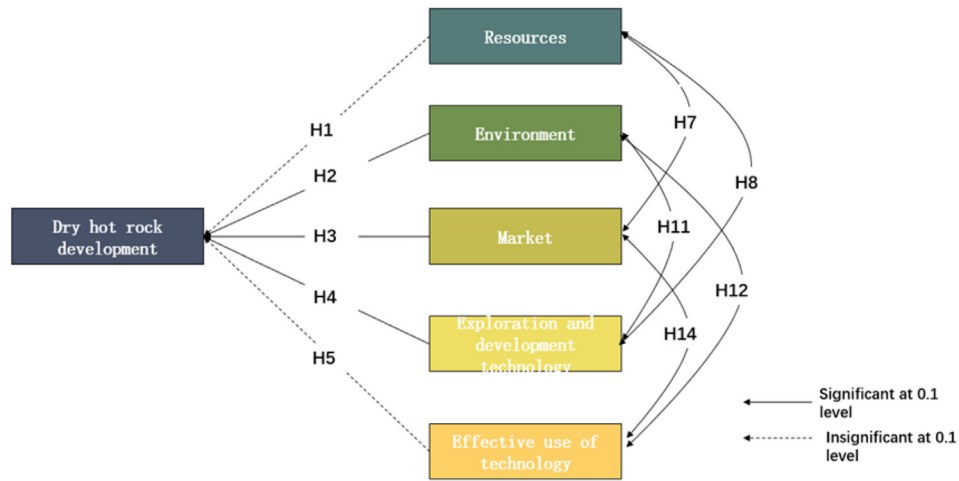 Resources
H1
H7
Environment
H2
H8
Dry hot rock
development
H3
Market
H11
H4
H12
Exploration and
development
technology
H14
H5
Significant at 0.1
level
Effective use of
technology
Insignificant at 0.1
level